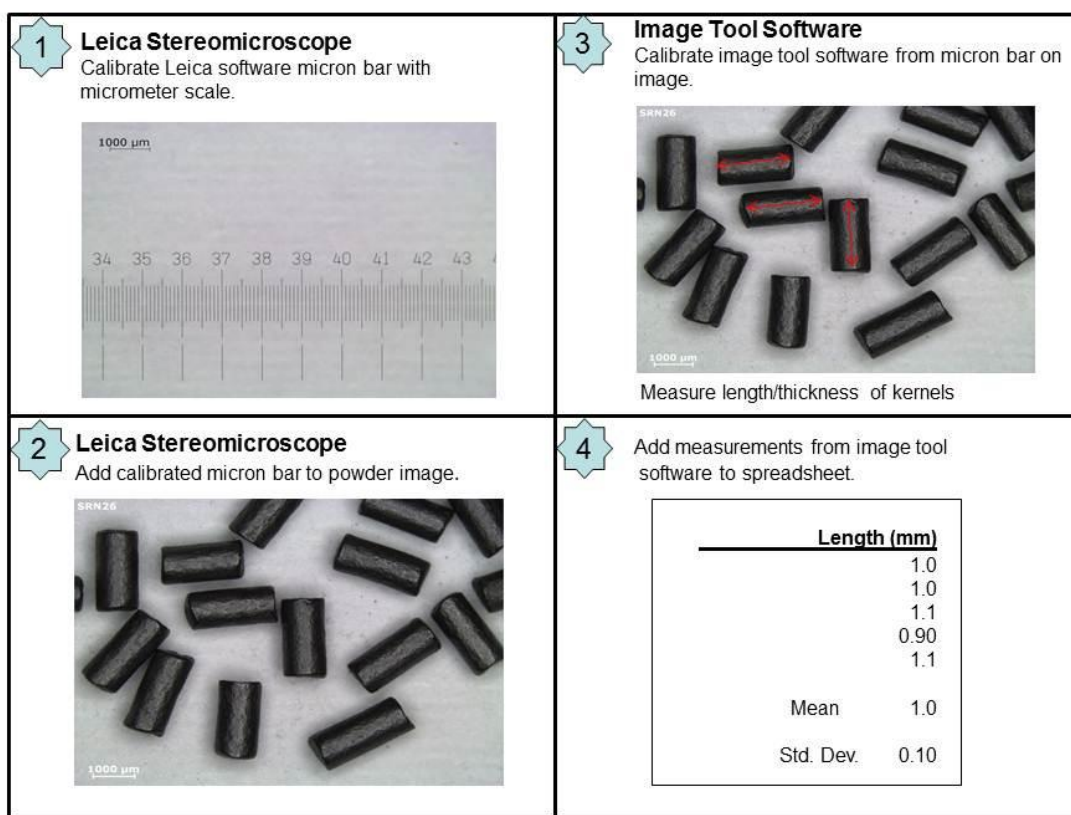 1
Leica Stereomicroscope
Calibrate Leica software micron bar with
micrometer scale.
1000 µm
34 35 36 37 38 39 40 41 42 43
2
Leica Stereomicroscope
Add calibrated micron bar to powder image.
SRN26
1000 µm
3
Image Tool Software
Calibrate image tool software from micron bar on
image.
SRN26
1000 µm
Measure length/thickness of kernels
4
Add measurements from image tool
software to spreadsheet.
Length (mm)
1.0
1.0
1.1
0.90
1.1
Mean 1.0
Std. Dev. 0.10